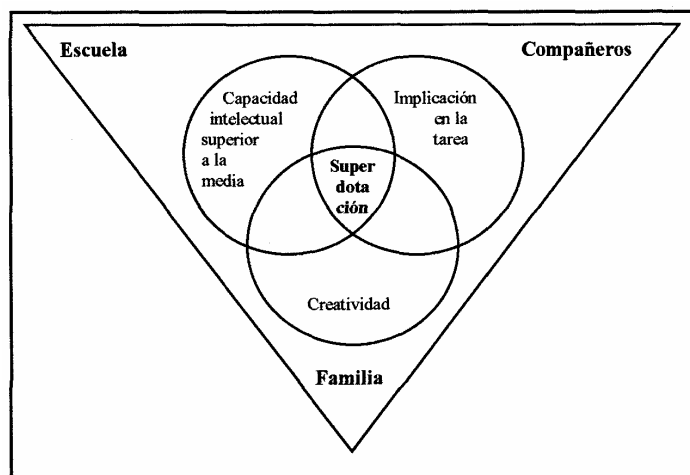 Escuela
Compañeros
Capacidad
intelectual
superior
a la
media
Implicación
en la
tarea
Super
dota
ción
Creatividad
Familia